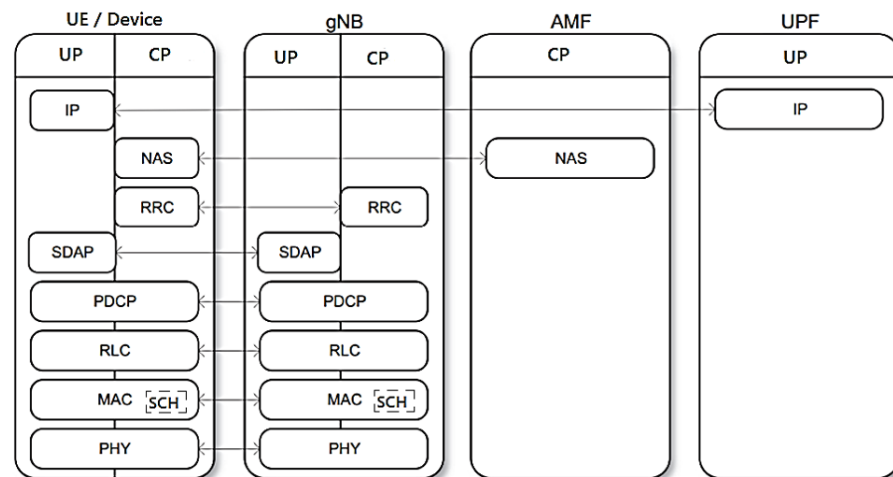 UE / Device gNB AMF UPF
UP CP UP CP CP UP
IP IP
NAS NAS
RRC RRC
SDAP SDAP
PDCP PDCP
RLC RLC
MAC SCH MAC SCH
PHY PHY